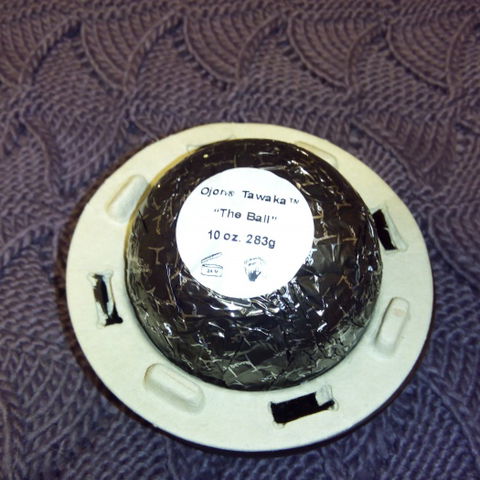 Ojon® Tawaka™
"The Ball"
10 oz. 283g